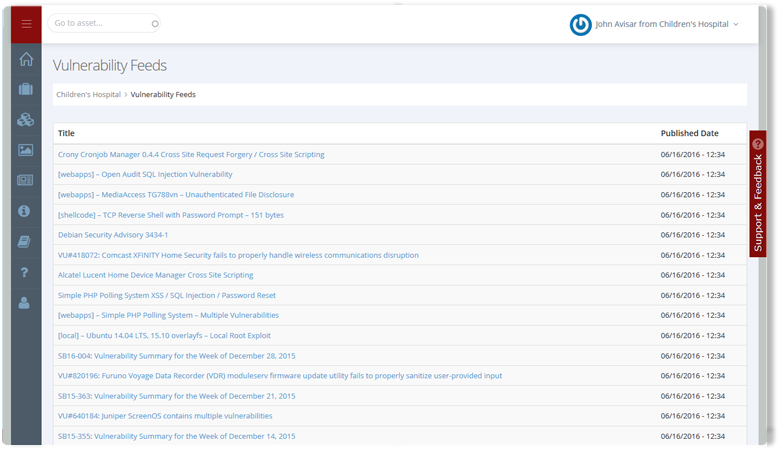 Go to asset...
John Avisar from Children's Hospital
Vulnerability Feeds
Children's Hospital > Vulnerability Feeds
Title Published Date
Crony Cronjob Manager 0.4.4 Cross Site Request Forgery / Cross Site Scripting 06/16/2016 - 12:34
[webapps] – Open Audit SQL Injection Vulnerability 06/16/2016 - 12:34
[webapps] – MediaAccess TG788vn – Unauthenticated File Disclosure 06/16/2016 - 12:34
[shellcode] – TCP Reverse Shell with Password Prompt – 151 bytes 06/16/2016 - 12:34
Debian Security Advisory 3434-1 06/16/2016 - 12:34
VU#418072: Comcast XFINITY Home Security fails to properly handle wireless communications disruption 06/16/2016 - 12:34
Alcatel Lucent Home Device Manager Cross Site Scripting 06/16/2016 - 12:34
Simple PHP Polling System XSS / SQL Injection / Password Reset 06/16/2016 - 12:34
[webapps] – Simple PHP Polling System – Multiple Vulnerabilities 06/16/2016 - 12:34
[local] – Ubuntu 14.04 LTS, 15.10 overlayfs – Local Root Exploit 06/16/2016 - 12:34
SB16-004: Vulnerability Summary for the Week of December 28, 2015 06/16/2016 - 12:34
VU#820196: Furuno Voyage Data Recorder (VDR) moduleserv firmware update utility fails to properly sanitize user-provided input 06/16/2016 - 12:34
SB15-363: Vulnerability Summary for the Week of December 21, 2015 06/16/2016 - 12:34
VU#640184: Juniper ScreenOS contains multiple vulnerabilities 06/16/2016 - 12:34
SB15-355: Vulnerability Summary for the Week of December 14, 2015 06/16/2016 - 12:34
Support & Feedback ?